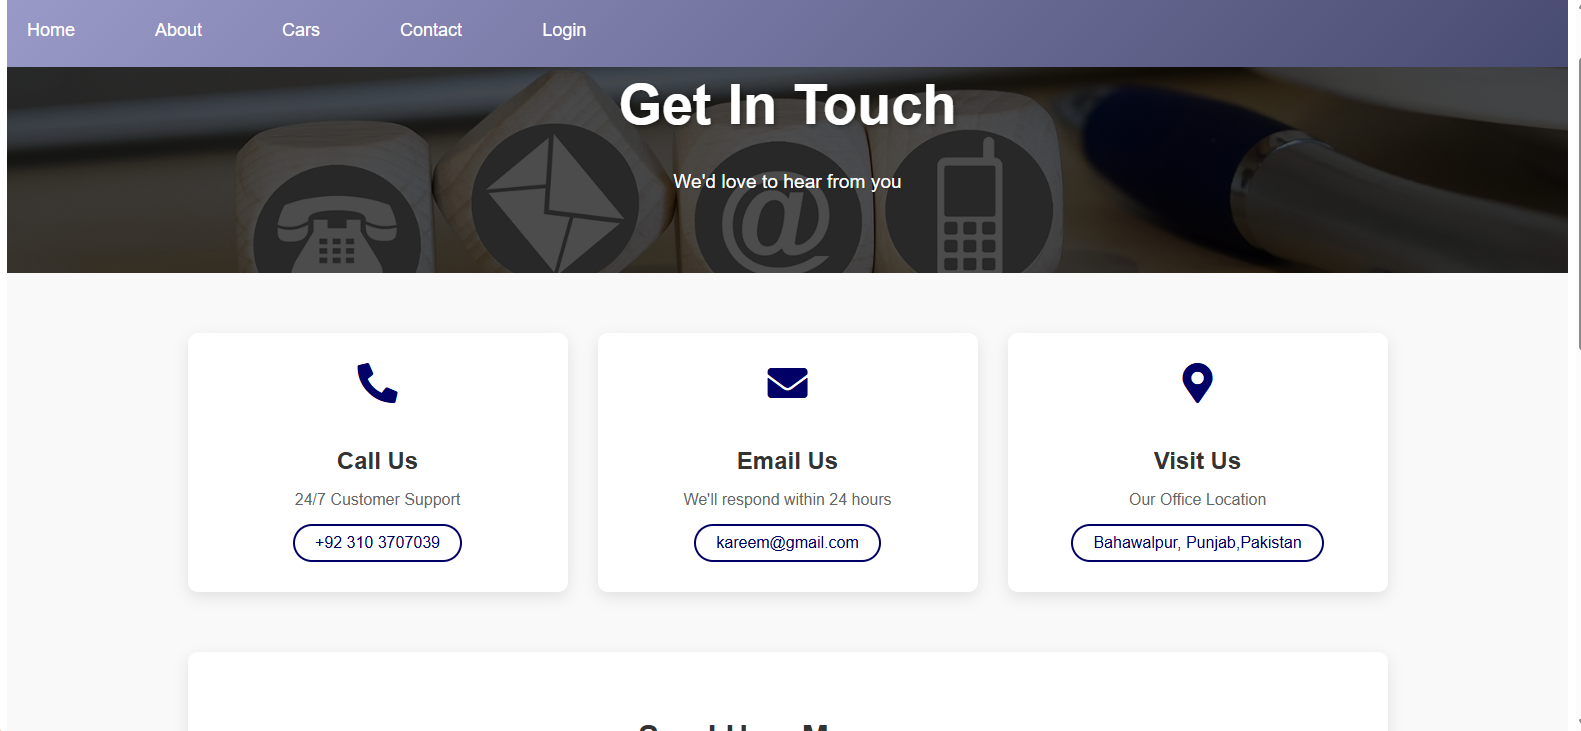 Home About Cars Contact Login
Get In Touch
We'd love to hear from you
@
Call Us
24/7 Customer Support
+92 310 3707039
Email Us
We'll respond within 24 hours
kareem@gmail.com
Visit Us
Our Office Location
Bahawalpur, Punjab,Pakistan